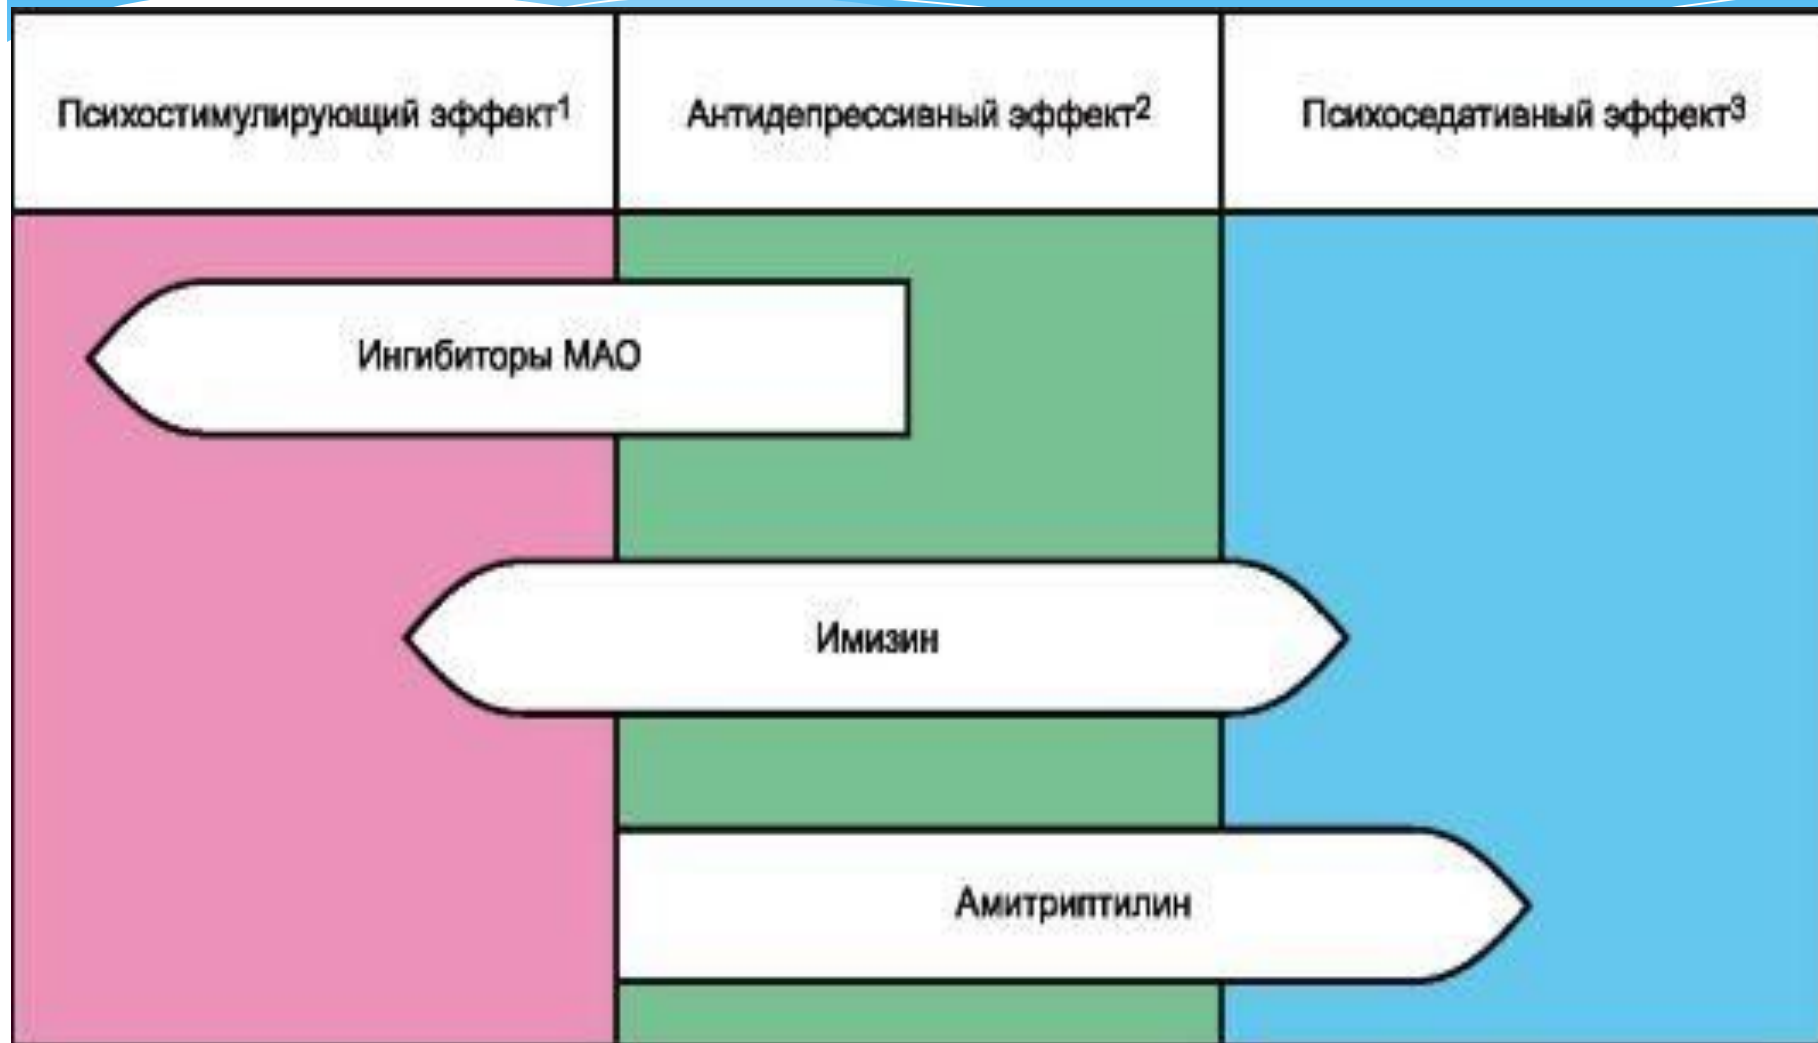 Психостимулирующий эффект¹
Антидепрессивный эффект²
Психоседативный эффект³
Ингибиторы МАО
Имизин
Амитриптилин